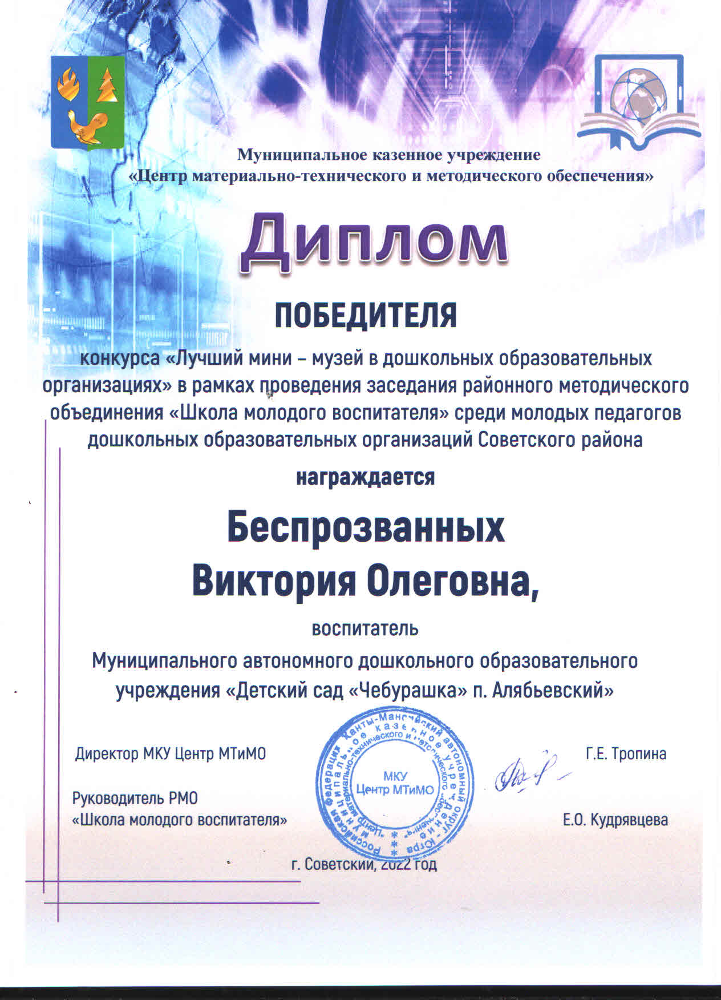 Муниципальное казенное учреждение
«Центр материально-технического и методического обеспечения»
Диплом
ПОБЕДИТЕЛЯ
конкурса «Лучший мини – музей в дошкольных образовательных
организациях» в рамках проведения заседания районного методического
объединения «Школа молодого воспитателя» среди молодых педагогов
дошкольных образовательных организаций Советского района
награждается
Беспрозванных
Виктория Олеговна,
воспитатель
Муниципального автономного дошкольного образовательного
учреждения «Детский сад «Чебурашка» п. Алябьевский»
Директор МКУ Центр МТиМО
Г.Е. Тропина
Руководитель РМО
«Школа молодого воспитателя»
Е.О. Кудрявцева
Российская Федерация Ханты-Мансийский автономный округ - Югра
Муниципальное казенное учреждение
"Центр материально-технического и методического
МКУ
Центр МТиМО
г. Советский, 2022 год